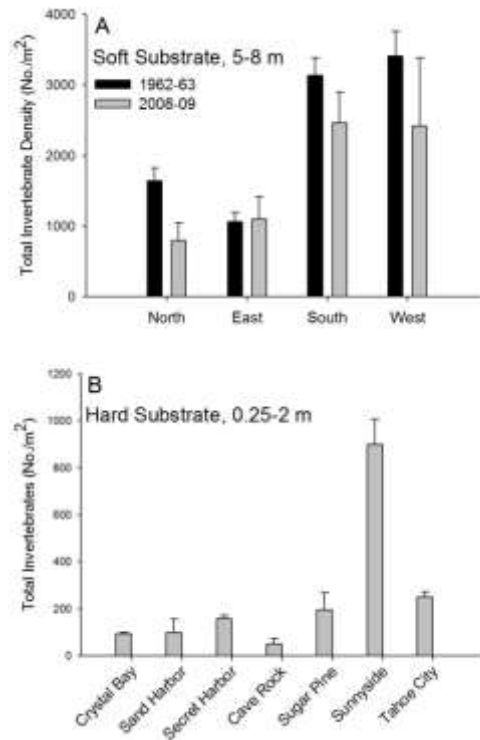 A
Soft Substrate, 5-8 m
1962-63
2008-09
Total Invertebrate Density (No./m²)
4000
3000
2000
1000
0
North East South West
B
Hard Substrate, 0.25-2 m
Total Invertebrates (No./m²)
1200
1000
800
600
400
200
0
Crystal Bay Sand Harbor Secret Harbor Cave Rock Sugar Pine Sunnyside Tahoe City